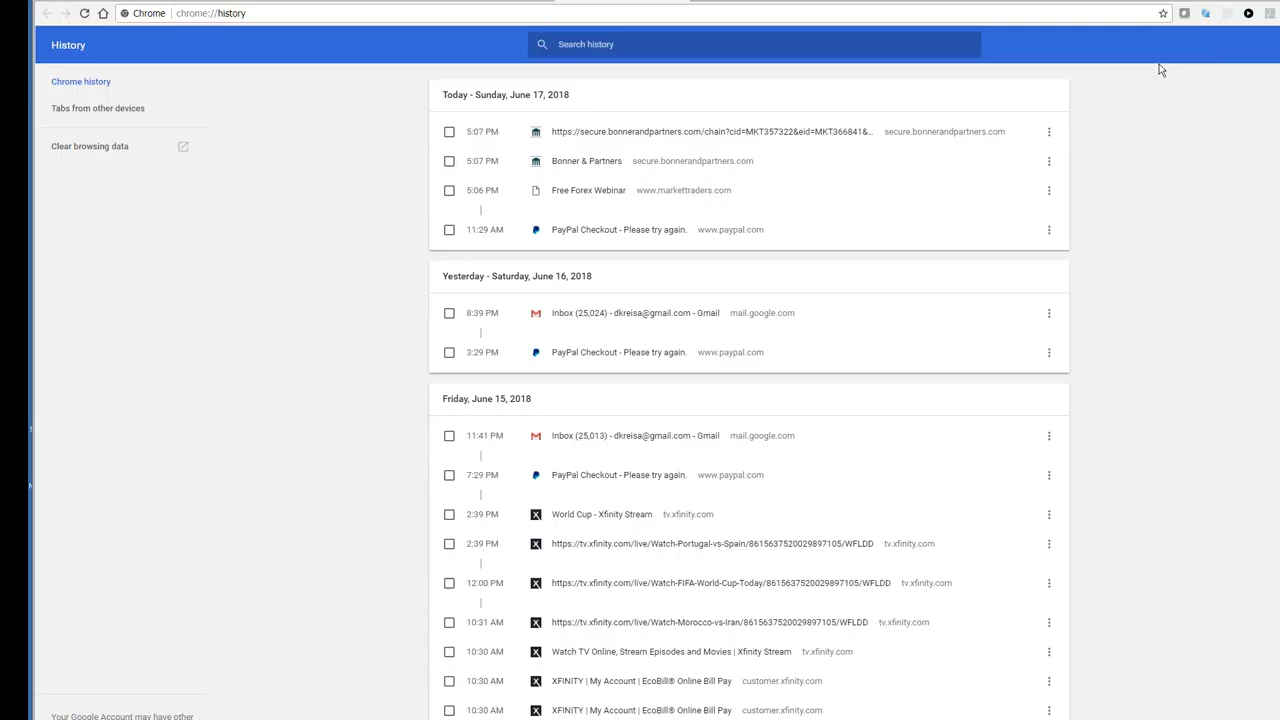 Chrome chrome://history
History
Search history
Chrome history
Tabs from other devices
Clear browsing data
Today - Sunday, June 17, 2018
5:07 PM https://secure.bonnerandpartners.com/chain?cid=MKT357322&eid=MKT366841&... secure.bonnerandpartners.com
5:07 PM Bonner & Partners secure.bonnerandpartners.com
5:06 PM Free Forex Webinar www.markettraders.com
11:29 AM PayPal Checkout - Please try again. www.paypal.com
Yesterday - Saturday, June 16, 2018
8:39 PM Inbox (25,024) - dkreisa@gmail.com - Gmail mail.google.com
3:29 PM PayPal Checkout - Please try again. www.paypal.com
Friday, June 15, 2018
11:41 PM Inbox (25,013) - dkreisa@gmail.com - Gmail mail.google.com
7:29 PM PayPal Checkout - Please try again. www.paypal.com
2:39 PM World Cup - Xfinity Stream tv.xfinity.com
2:39 PM https://tv.xfinity.com/live/Watch-Portugal-vs-Spain/8615637520029897105/WFLDD tv.xfinity.com
12:00 PM https://tv.xfinity.com/live/Watch-FIFA-World-Cup-Today/8615637520029897105/WFLDD tv.xfinity.com
10:31 AM https://tv.xfinity.com/live/Watch-Morocco-vs-Iran/8615637520029897105/WFLDD tv.xfinity.com
10:30 AM Watch TV Online, Stream Episodes and Movies | Xfinity Stream tv.xfinity.com
10:30 AM XFINITY | My Account | EcoBill® Online Bill Pay customer.xfinity.com
10:30 AM XFINITY | My Account | EcoBill® Online Bill Pay customer.xfinity.com
Your Google Account may have other